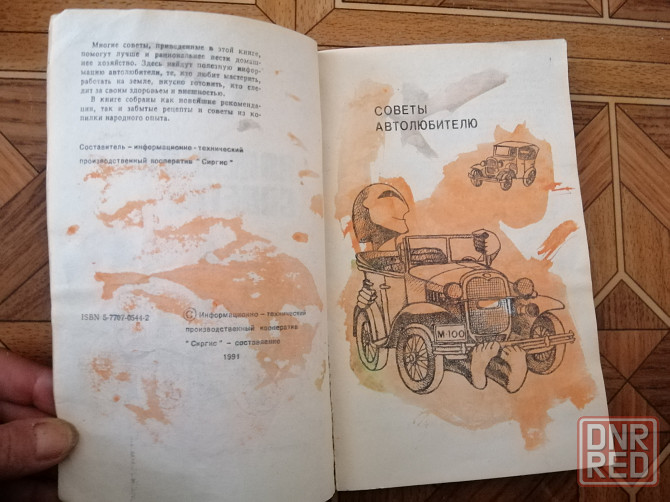 Многие советы, приведенные в этой книге,
помогут лучше и рациональнее вести домаш-
нее хозяйство. Здесь найдут полезную инфор-
мацию автолюбители, те, кто любит мастерить,
работать на земле, вкусно готовить, кто сле-
дит за своим здоровьем и внешностью.
В книге собраны как новейшие рекоменда-
ции, так и забытые рецепты и советы из ко-
пилки народного опыта.
Составитель – информационно – технический
производственный кооператив "Сиргис"
ISBN 5-7707-0544-2
© Информационно – технический
производственный кооператив
"Сиргис" – составление
1991
СОВЕТЫ
АВТОЛЮБИТЕЛЮ
М-100
DNR
RED